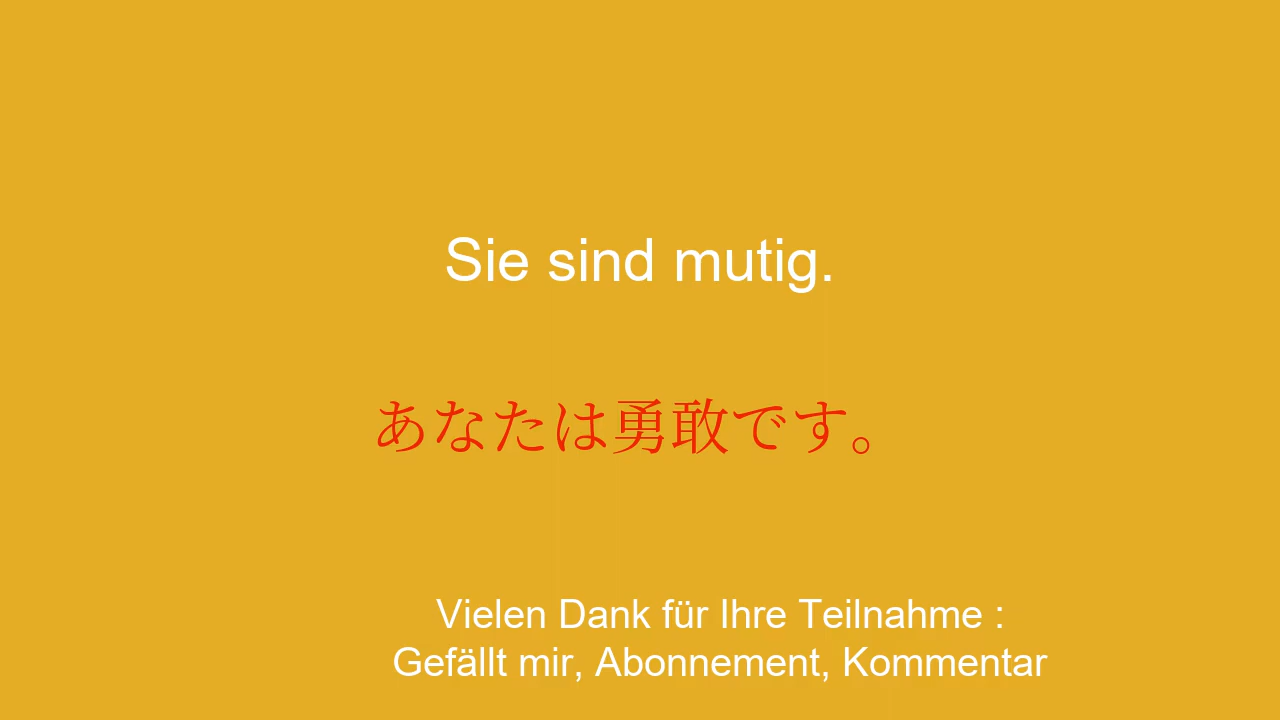 Sie sind mutig.
あなたは勇敢です。
Vielen Dank für Ihre Teilnahme :
Gefällt mir, Abonnement, Kommentar